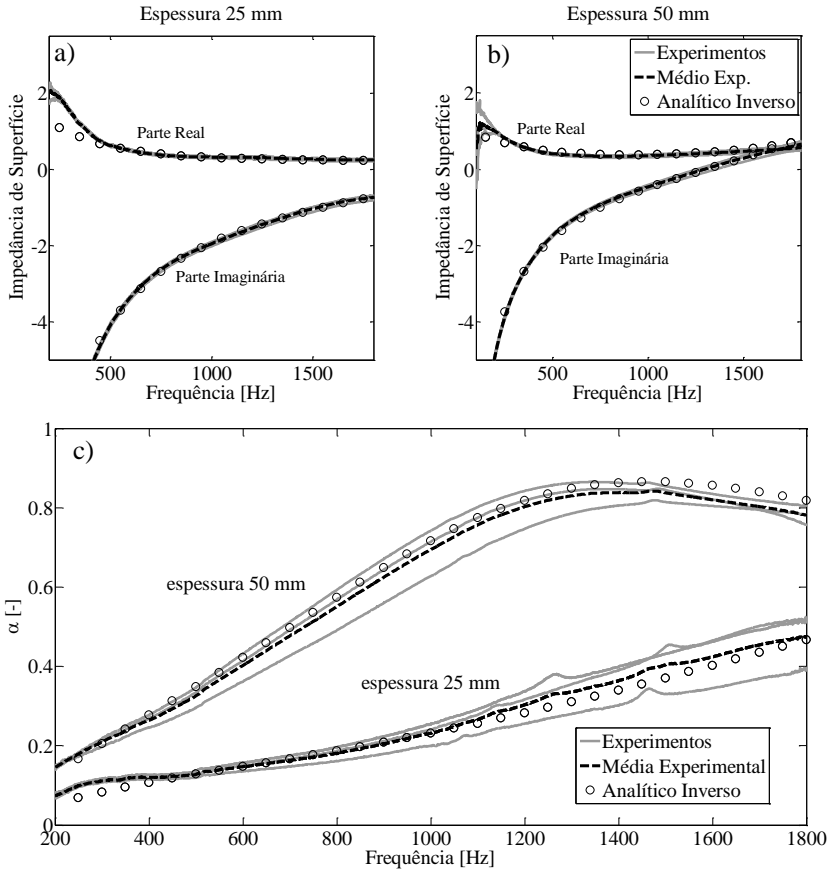 Espessura 25 mm
Espessura 50 mm
a)
b)
Experimentos
Médio Exp.
Analítico Inverso
Parte Real
Parte Real
Parte Imaginária
Parte Imaginária
Impedância de Superfície
Impedância de Superfície
2
0
-2
-4
2
0
-2
-4
500
1000
1500
500
1000
1500
Frequência [Hz]
Frequência [Hz]
c)
1
0.8
0.6
0.4
0.2
0
α [-]
espessura 50 mm
espessura 25 mm
Experimentos
Média Experimental
Analítico Inverso
200
400
600
800
1000
1200
1400
1600
1800
Frequência [Hz]